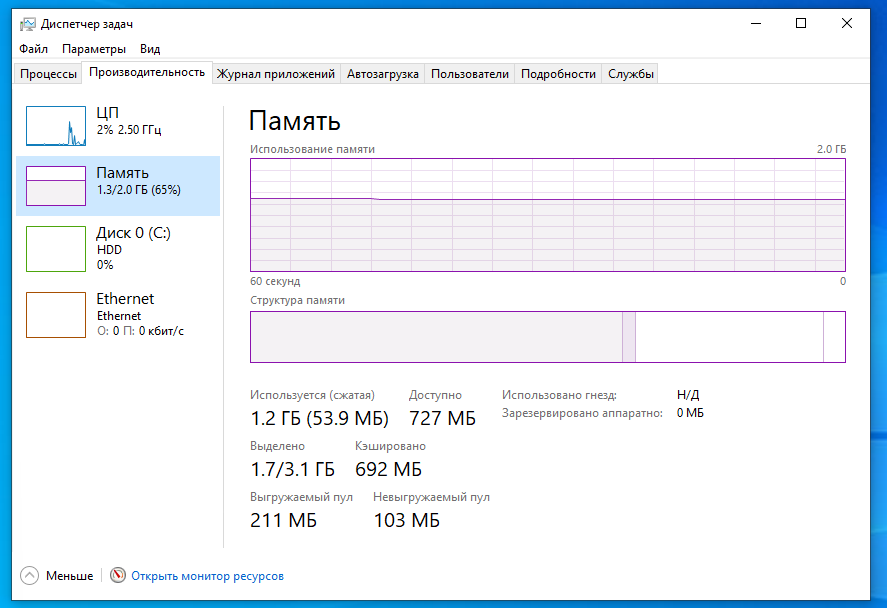 Диспетчер задач
Файл Параметры Вид
Процессы Производительность Журнал приложений Автозагрузка Пользователи Подробности Службы
ЦП
2% 2.50 ГГц
Память
1.3/2.0 ГБ (65%)
Диск 0 (C:)
HDD
0%
Ethernet
Ethernet
О: 0 П: 0 кбит/с
Память
Использование памяти 2.0 ГБ
60 секунд 0
Структура памяти
Используется (сжатая) Доступно
1.2 ГБ (53.9 МБ) 727 МБ
Выделено Кэшировано
1.7/3.1 ГБ 692 МБ
Выгружаемый пул Невыгружаемый пул
211 МБ 103 МБ
Использовано гнезд: Н/Д
Зарезервировано аппаратно: 0 МБ
Меньше Открыть монитор ресурсов